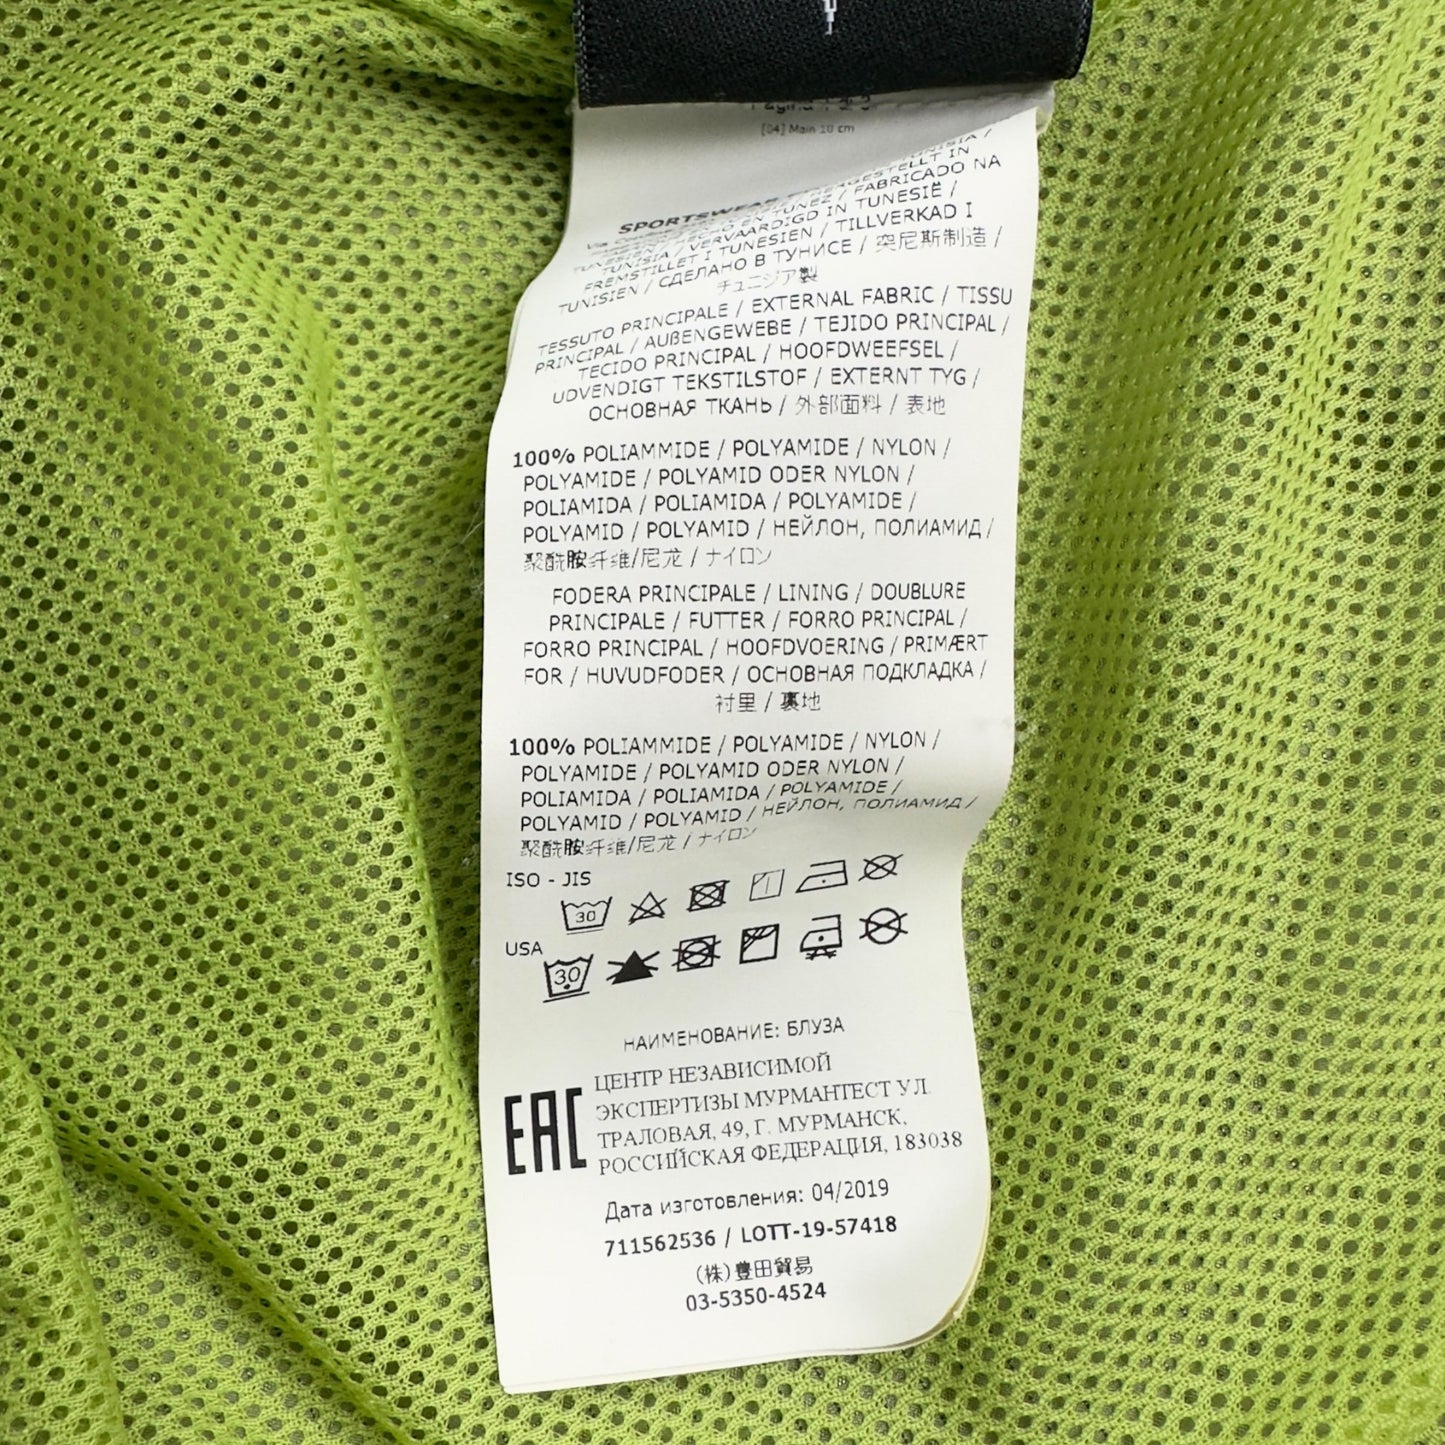 [04] Main 10 cm
SPORTSWEAR
FABRICADO NA
TUNISIA / VERVAARDIGD IN TUNESIË /
FREMSTILLET I TUNESIEN / TILLVERKAD I
TUNISIEN / СДЕЛАНО В ТУНИСЕ / 突尼斯制造 /
チュニジア製
TESSUTO PRINCIPALE / EXTERNAL FABRIC / TISSU
PRINCIPAL / AUßENGEWEBE / TEJIDO PRINCIPAL /
TECIDO PRINCIPAL / HOOFDWEEFSEL /
UDVENDIGT TEKSTILSTOF / EXTERNT TYG /
ОСНОВНАЯ ТКАНЬ / 外部面料 / 表地
100% POLIAMMIDE / POLYAMIDE / NYLON /
POLYAMIDE / POLYAMID ODER NYLON /
POLIAMIDA / POLIAMIDA / POLYAMIDE /
POLYAMID / POLYAMID / НЕЙЛОН, ПОЛИАМИД /
聚酰胺纤维/尼龙 / ナイロン
FODERA PRINCIPALE / LINING / DOUBLURE
PRINCIPALE / FUTTER / FORRO PRINCIPAL /
FORRO PRINCIPAL / HOOFDVOERING / PRIMÆRT
FOR / HUVUDFODER / ОСНОВНАЯ ПОДКЛАДКА /
衬里 / 裏地
100% POLIAMMIDE / POLYAMIDE / NYLON /
POLYAMIDE / POLYAMID ODER NYLON /
POLIAMIDA / POLIAMIDA / POLYAMIDE /
POLYAMID / POLYAMID / НЕЙЛОН, ПОЛИАМИД /
聚酰胺纤维/尼龙 / ナイロン
ISO - JIS
30
USA
30
НАИМЕНОВАНИЕ: БЛУЗА
EAC
ЦЕНТР НЕЗАВИСИМОЙ
ЭКСПЕРТИЗЫ МУРМАНТЕСТ УЛ.
ТРАЛОВАЯ, 49, Г. МУРМАНСК,
РОССИЙСКАЯ ФЕДЕРАЦИЯ, 183038
Дата изготовления: 04/2019
711562536 / LOTT-19-57418
(株)豊田貿易
03-5350-4524